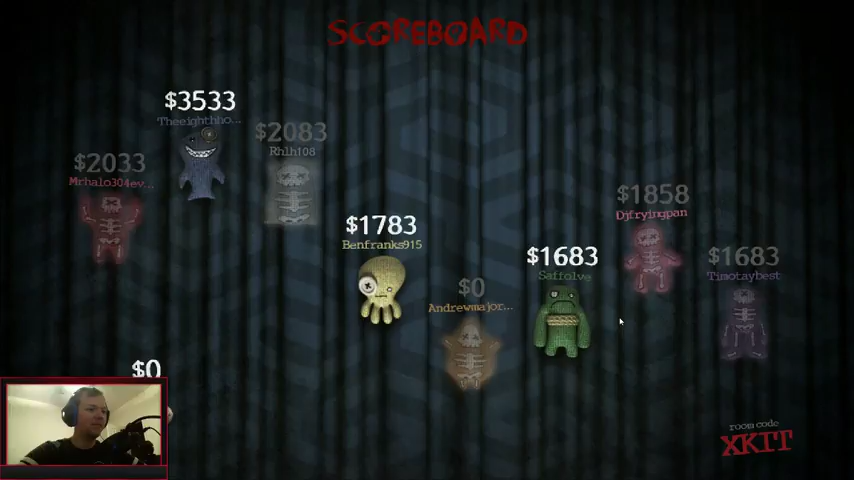 SCOREBOARD
$3533
Theeighthho...
$2083
Rhlh108
$2033
Mrhalo304ev...
$1858
Djfryingpan
$1783
Benfranks915
$1683
Saffolve
$1683
Timotaybest
$0
Andrewmajor...
$0
room code
XKIT